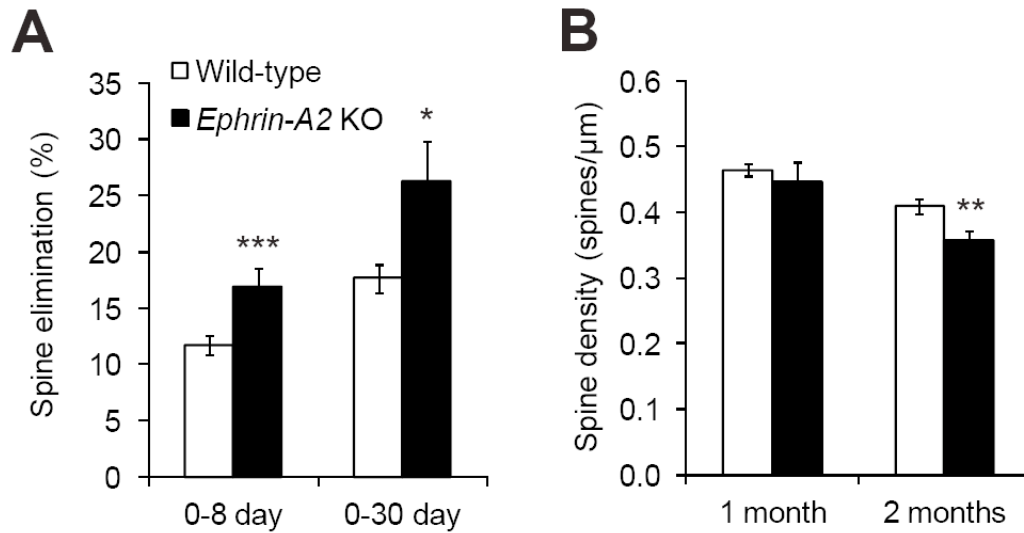 A
Wild-type
Ephrin-A2 KO
Spine elimination (%)
35
30
25
20
15
10
5
0
***
*
0-8 day
0-30 day
B
Spine density (spines/µm)
0.6
0.5
0.4
0.3
0.2
0.1
0.0
**
1 month
2 months